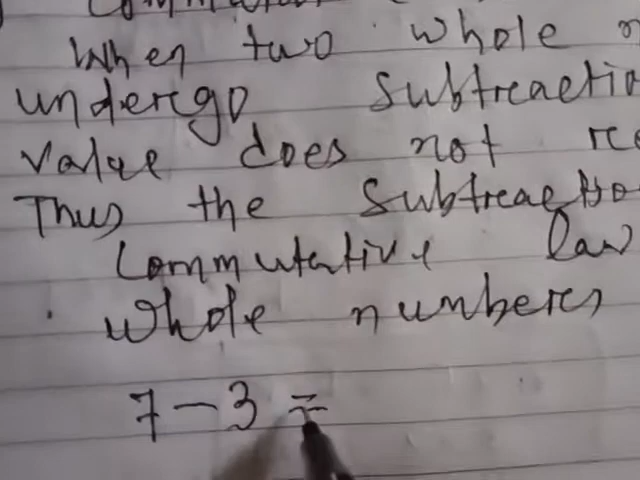 When two whole
undergo subtraction
value does not
Thus the subtraction
Commutative law
whole numbers
7 - 3 =